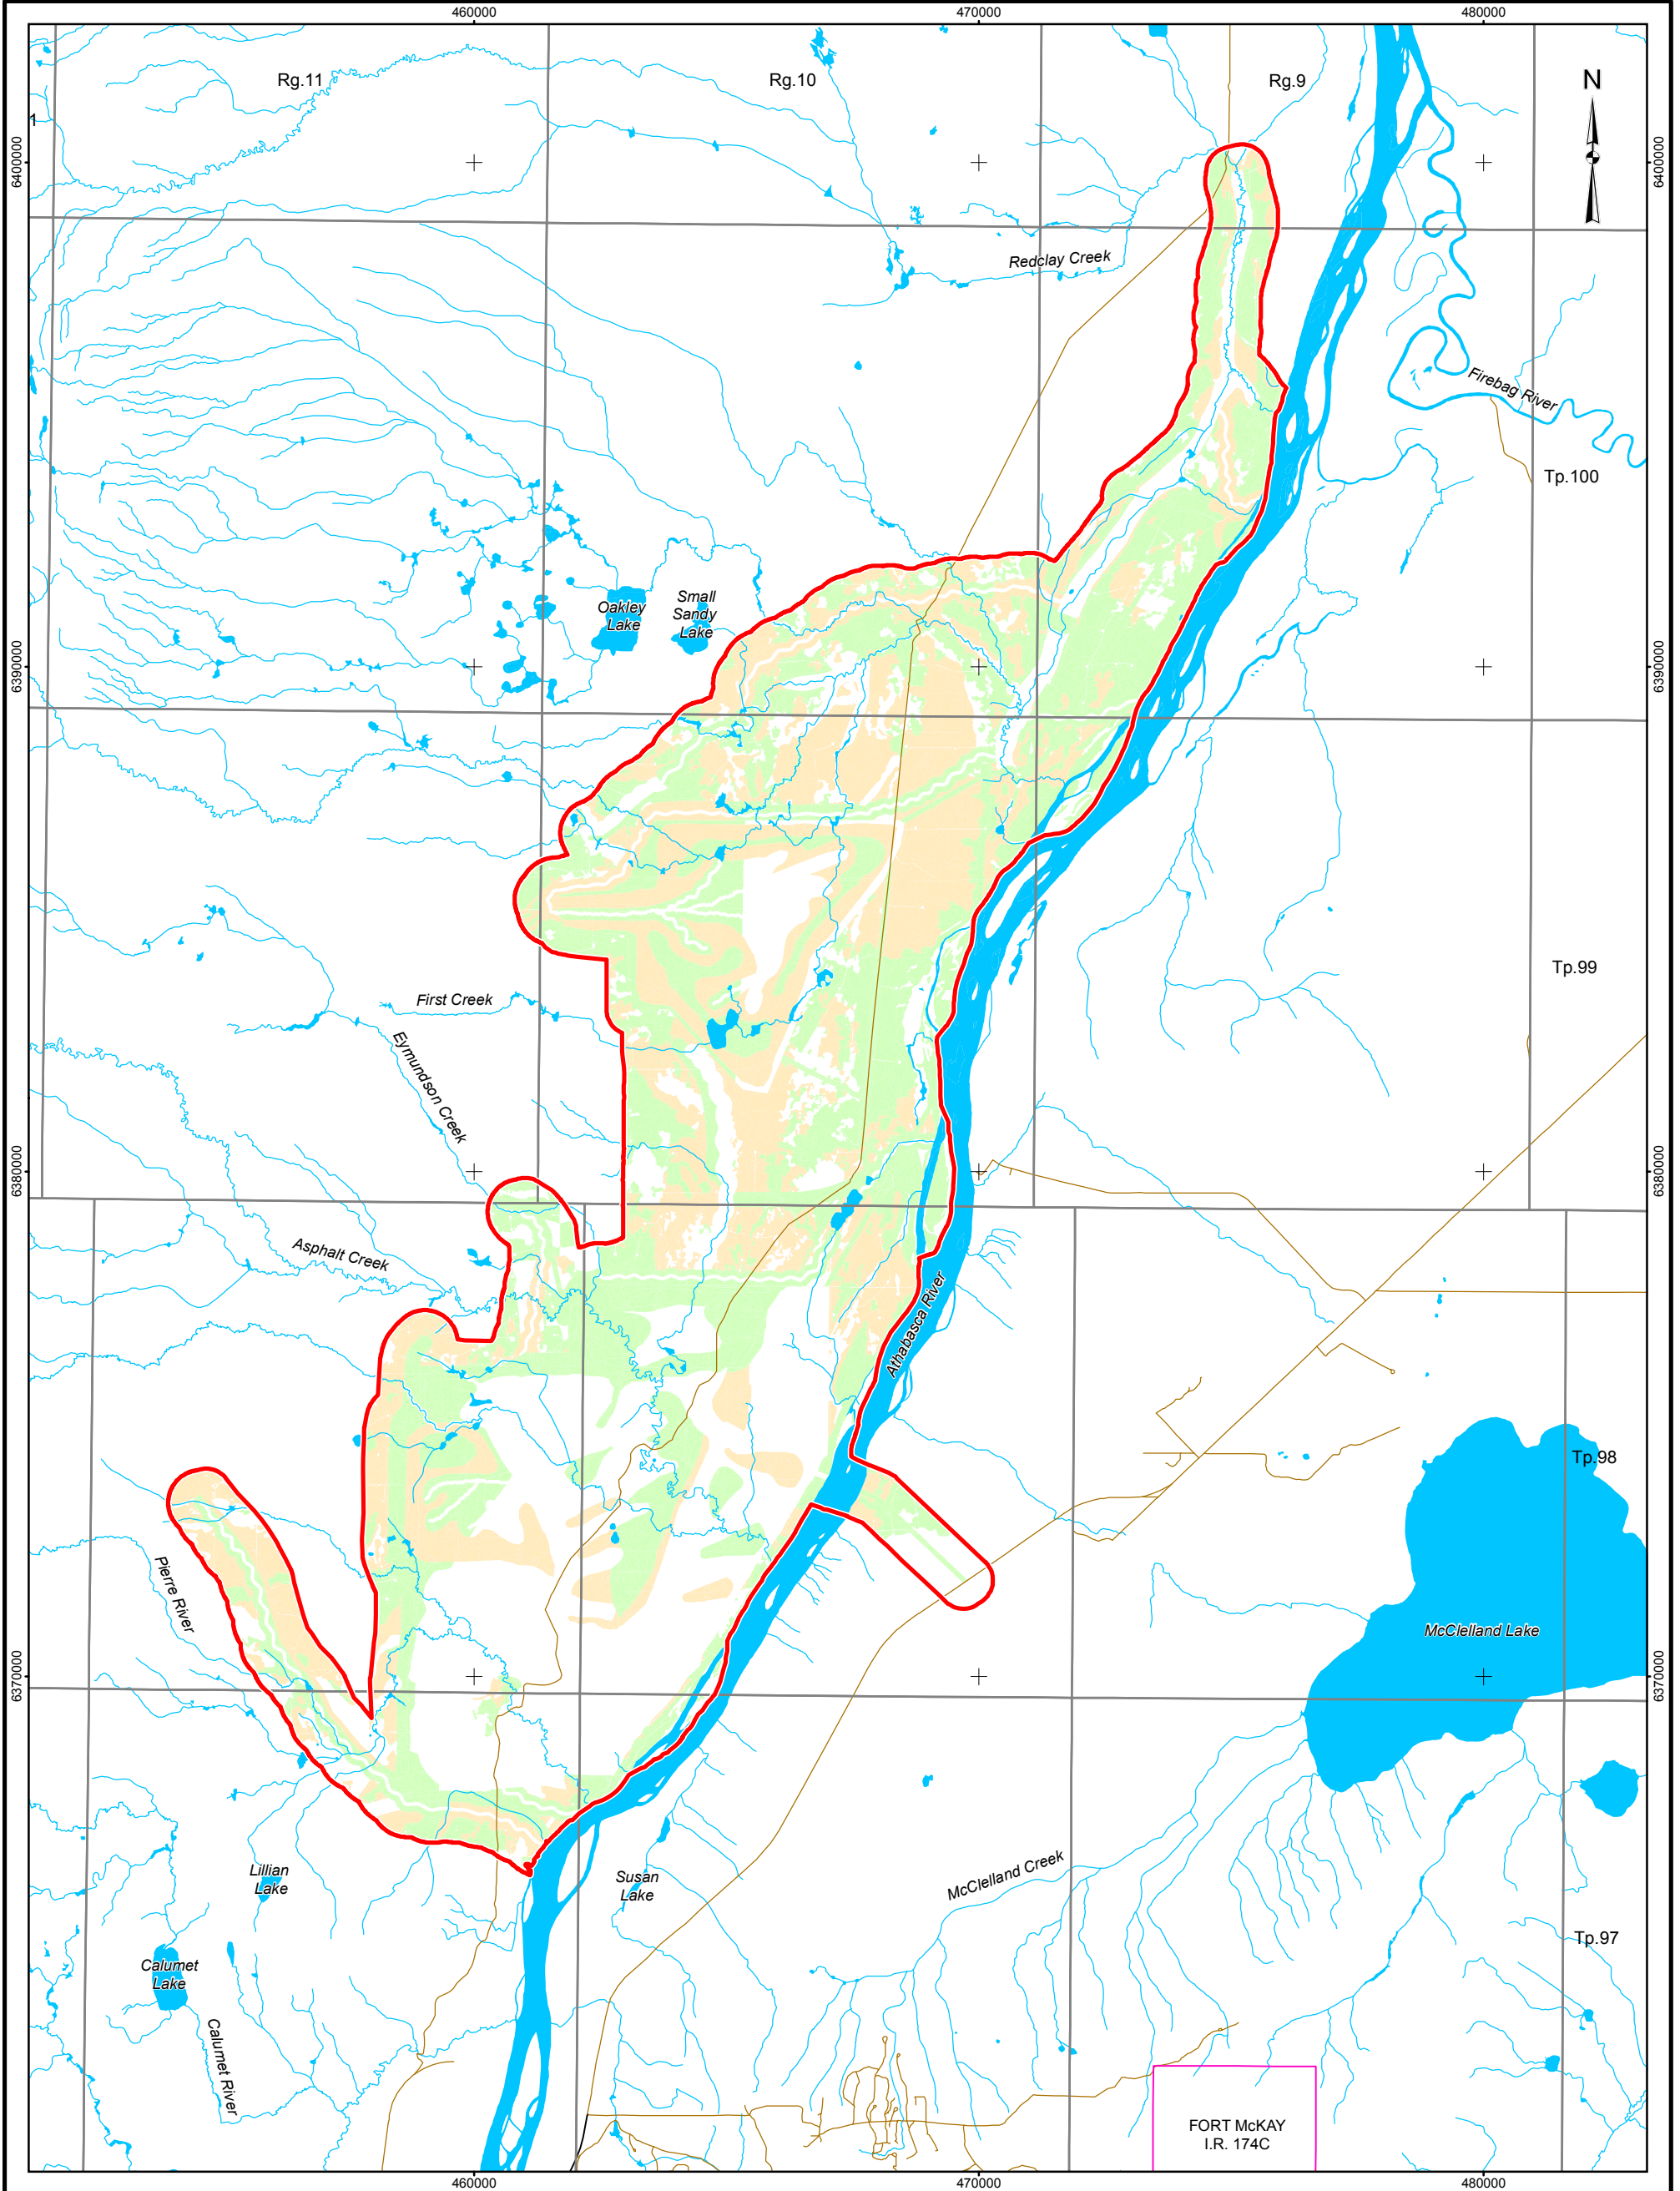 460000
470000
480000
Rg.11
Rg.10
Rg.9
N
1
6400000
6400000
Redclay Creek
Firebag River
Tp.100
Oakley
Lake
Small
Sandy
Lake
6390000
6390000
Tp.99
First Creek
Eymundson Creek
6380000
6380000
Asphalt Creek
Athabasca River
Tp.98
Pierre River
McClelland Lake
6370000
6370000
Lillian
Lake
Susan
Lake
McClelland Creek
Tp.97
Calumet
Lake
Calumet River
FORT McKAY
I.R. 174C
460000
470000
480000